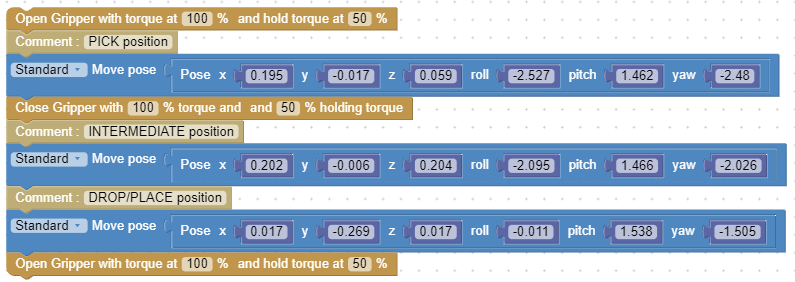 Open Gripper with torque at 100 % and hold torque at 50 %
Comment : PICK position
Standard Move pose Pose x 0.195 y -0.017 z 0.059 roll -2.527 pitch 1.462 yaw -2.48
Close Gripper with 100 % torque and and 50 % holding torque
Comment : INTERMEDIATE position
Standard Move pose Pose x 0.202 y -0.006 z 0.204 roll -2.095 pitch 1.466 yaw -2.026
Comment : DROP/PLACE position
Standard Move pose Pose x 0.017 y -0.269 z 0.017 roll -0.011 pitch 1.538 yaw -1.505
Open Gripper with torque at 100 % and hold torque at 50 %